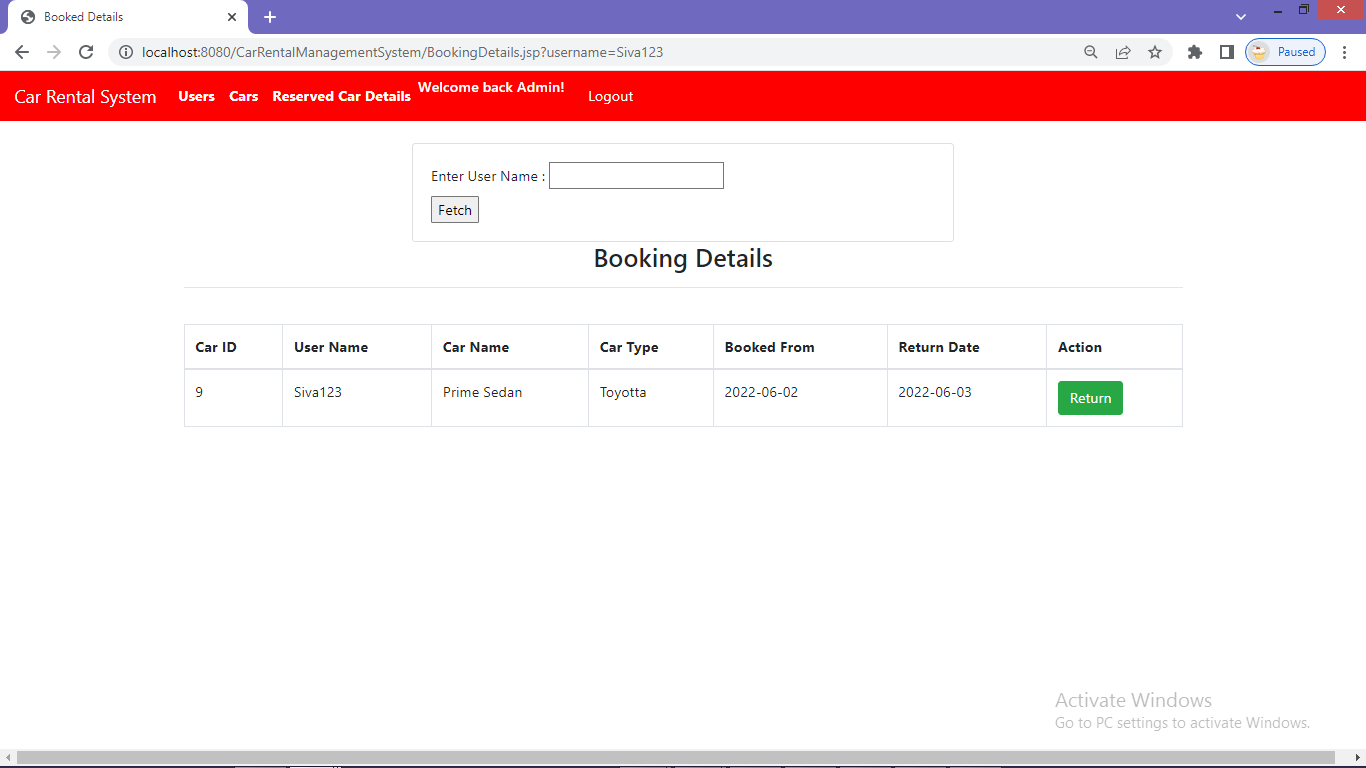 Booked Details
localhost:8080/CarRentalManagementSystem/BookingDetails.jsp?username=Siva123
Paused
Car Rental System Users Cars Reserved Car Details Welcome back Admin! Logout
Enter User Name :
Fetch
Booking Details
Car ID User Name Car Name Car Type Booked From Return Date Action
9 Siva123 Prime Sedan Toyotta 2022-06-02 2022-06-03 Return
Activate Windows
Go to PC settings to activate Windows.